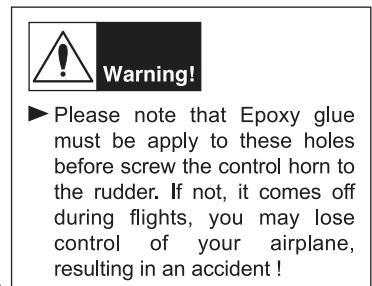 Warning!
► Please note that Epoxy glue
must be apply to these holes
before screw the control horn to
the rudder. If not, it comes off
during flights, you may lose
control of your airplane,
resulting in an accident !